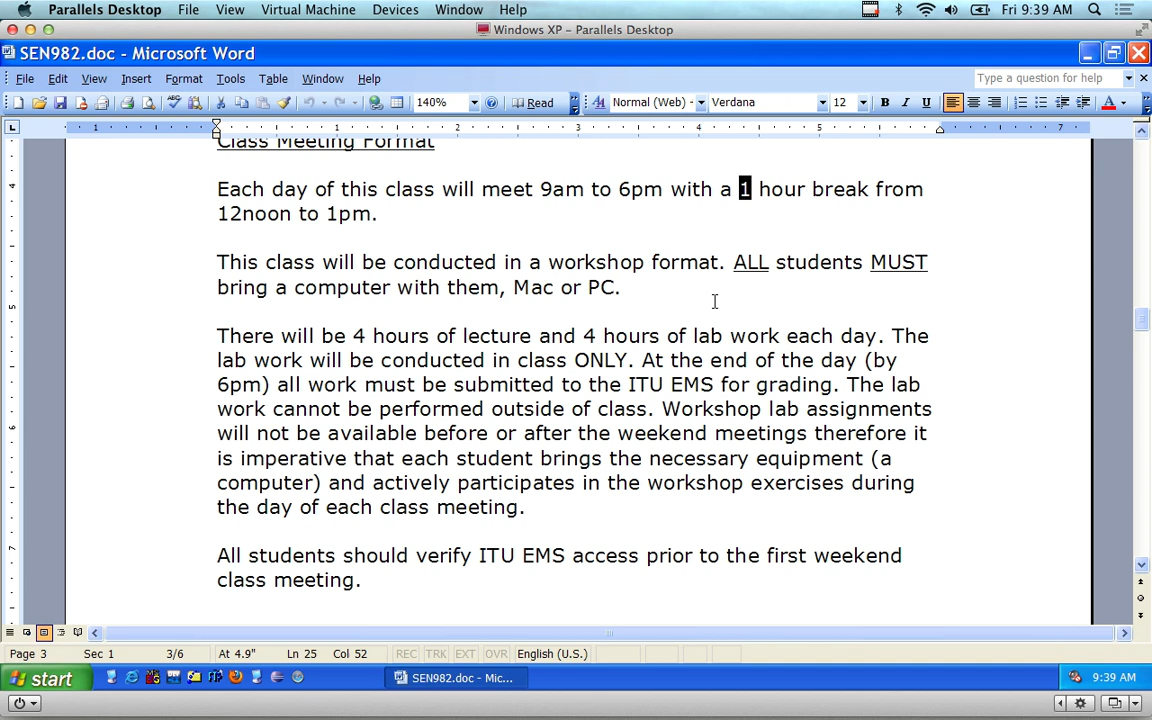 Parallels Desktop File View Virtual Machine Devices Window Help Fri 9:39 AM
Windows XP - Parallels Desktop
SEN982.doc - Microsoft Word
File Edit View Insert Format Tools Table Window Help Type a question for help
140% Read Normal (Web) - Verdana 12 B I U A
1 1 2 3 4 5 7
Class Meeting Format
Each day of this class will meet 9am to 6pm with a 1 hour break from
12noon to 1pm.
This class will be conducted in a workshop format. ALL students MUST
bring a computer with them, Mac or PC.
There will be 4 hours of lecture and 4 hours of lab work each day. The
lab work will be conducted in class ONLY. At the end of the day (by
6pm) all work must be submitted to the ITU EMS for grading. The lab
work cannot be performed outside of class. Workshop lab assignments
will not be available before or after the weekend meetings therefore it
is imperative that each student brings the necessary equipment (a
computer) and actively participates in the workshop exercises during
the day of each class meeting.
All students should verify ITU EMS access prior to the first weekend
class meeting.
Page 3 Sec 1 3/6 At 4.9" Ln 25 Col 52 REC TRK EXT OVR English (U.S.)
start SEN982.doc - Mic... 9:39 AM